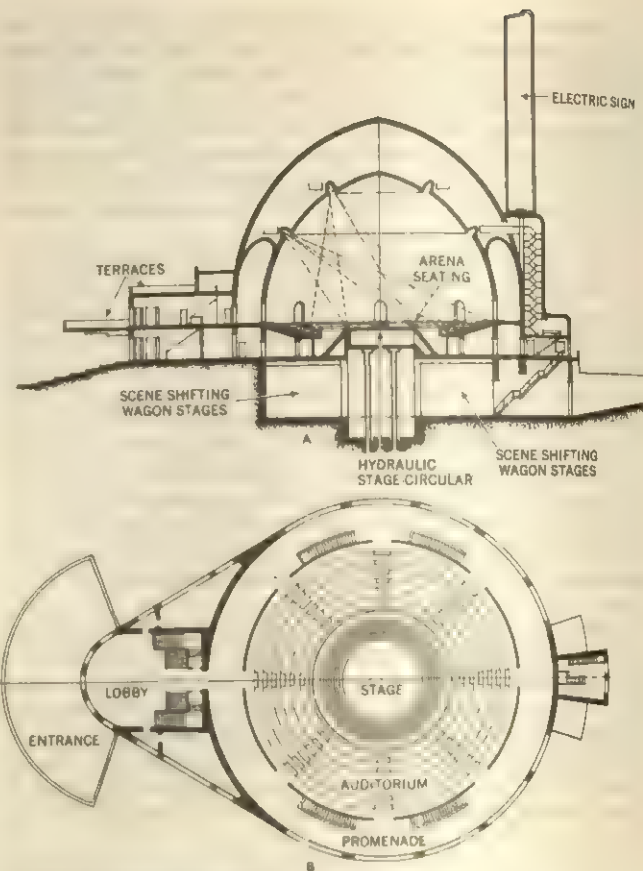 ELECTRIC SIGN
TERRACES
ARENA
SEATING
SCENE SHIFTING
WAGON STAGES
A
HYDRAULIC
STAGE-CIRCULAR
SCENE SHIFTING
WAGON STAGES
LOBBY
STAGE
ENTRANCE
AUDITORIUM
PROMENADE
B